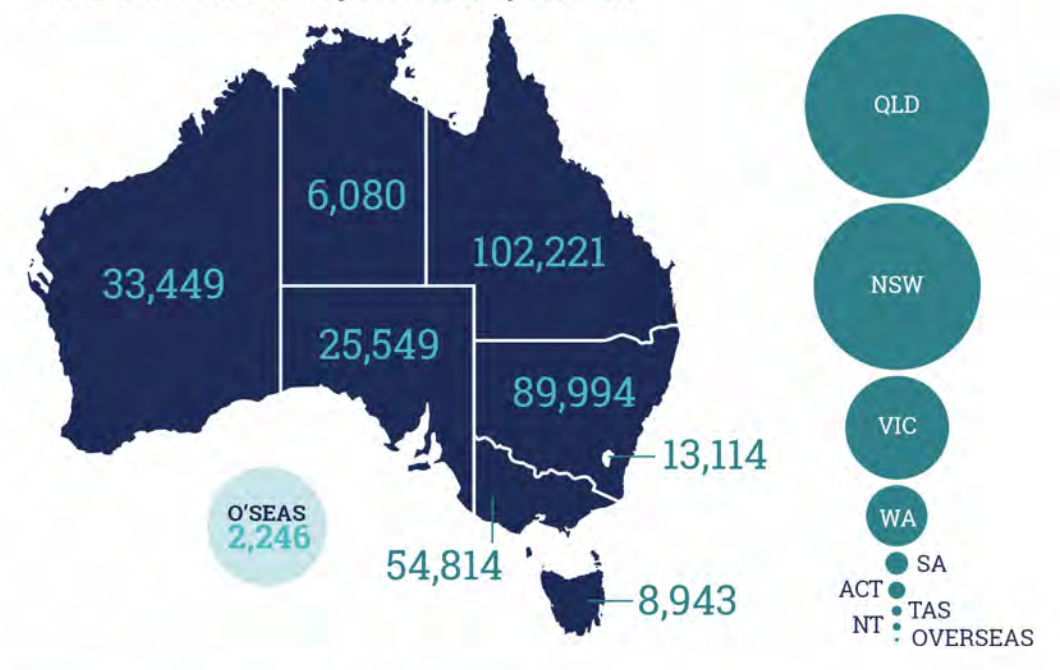 6,080
102,221
33,449
25,549
89,994
13,114
O'SEAS
2,246
54,814
8,943
QLD
NSW
VIC
WA
SA
ACT
TAS
NT
OVERSEAS